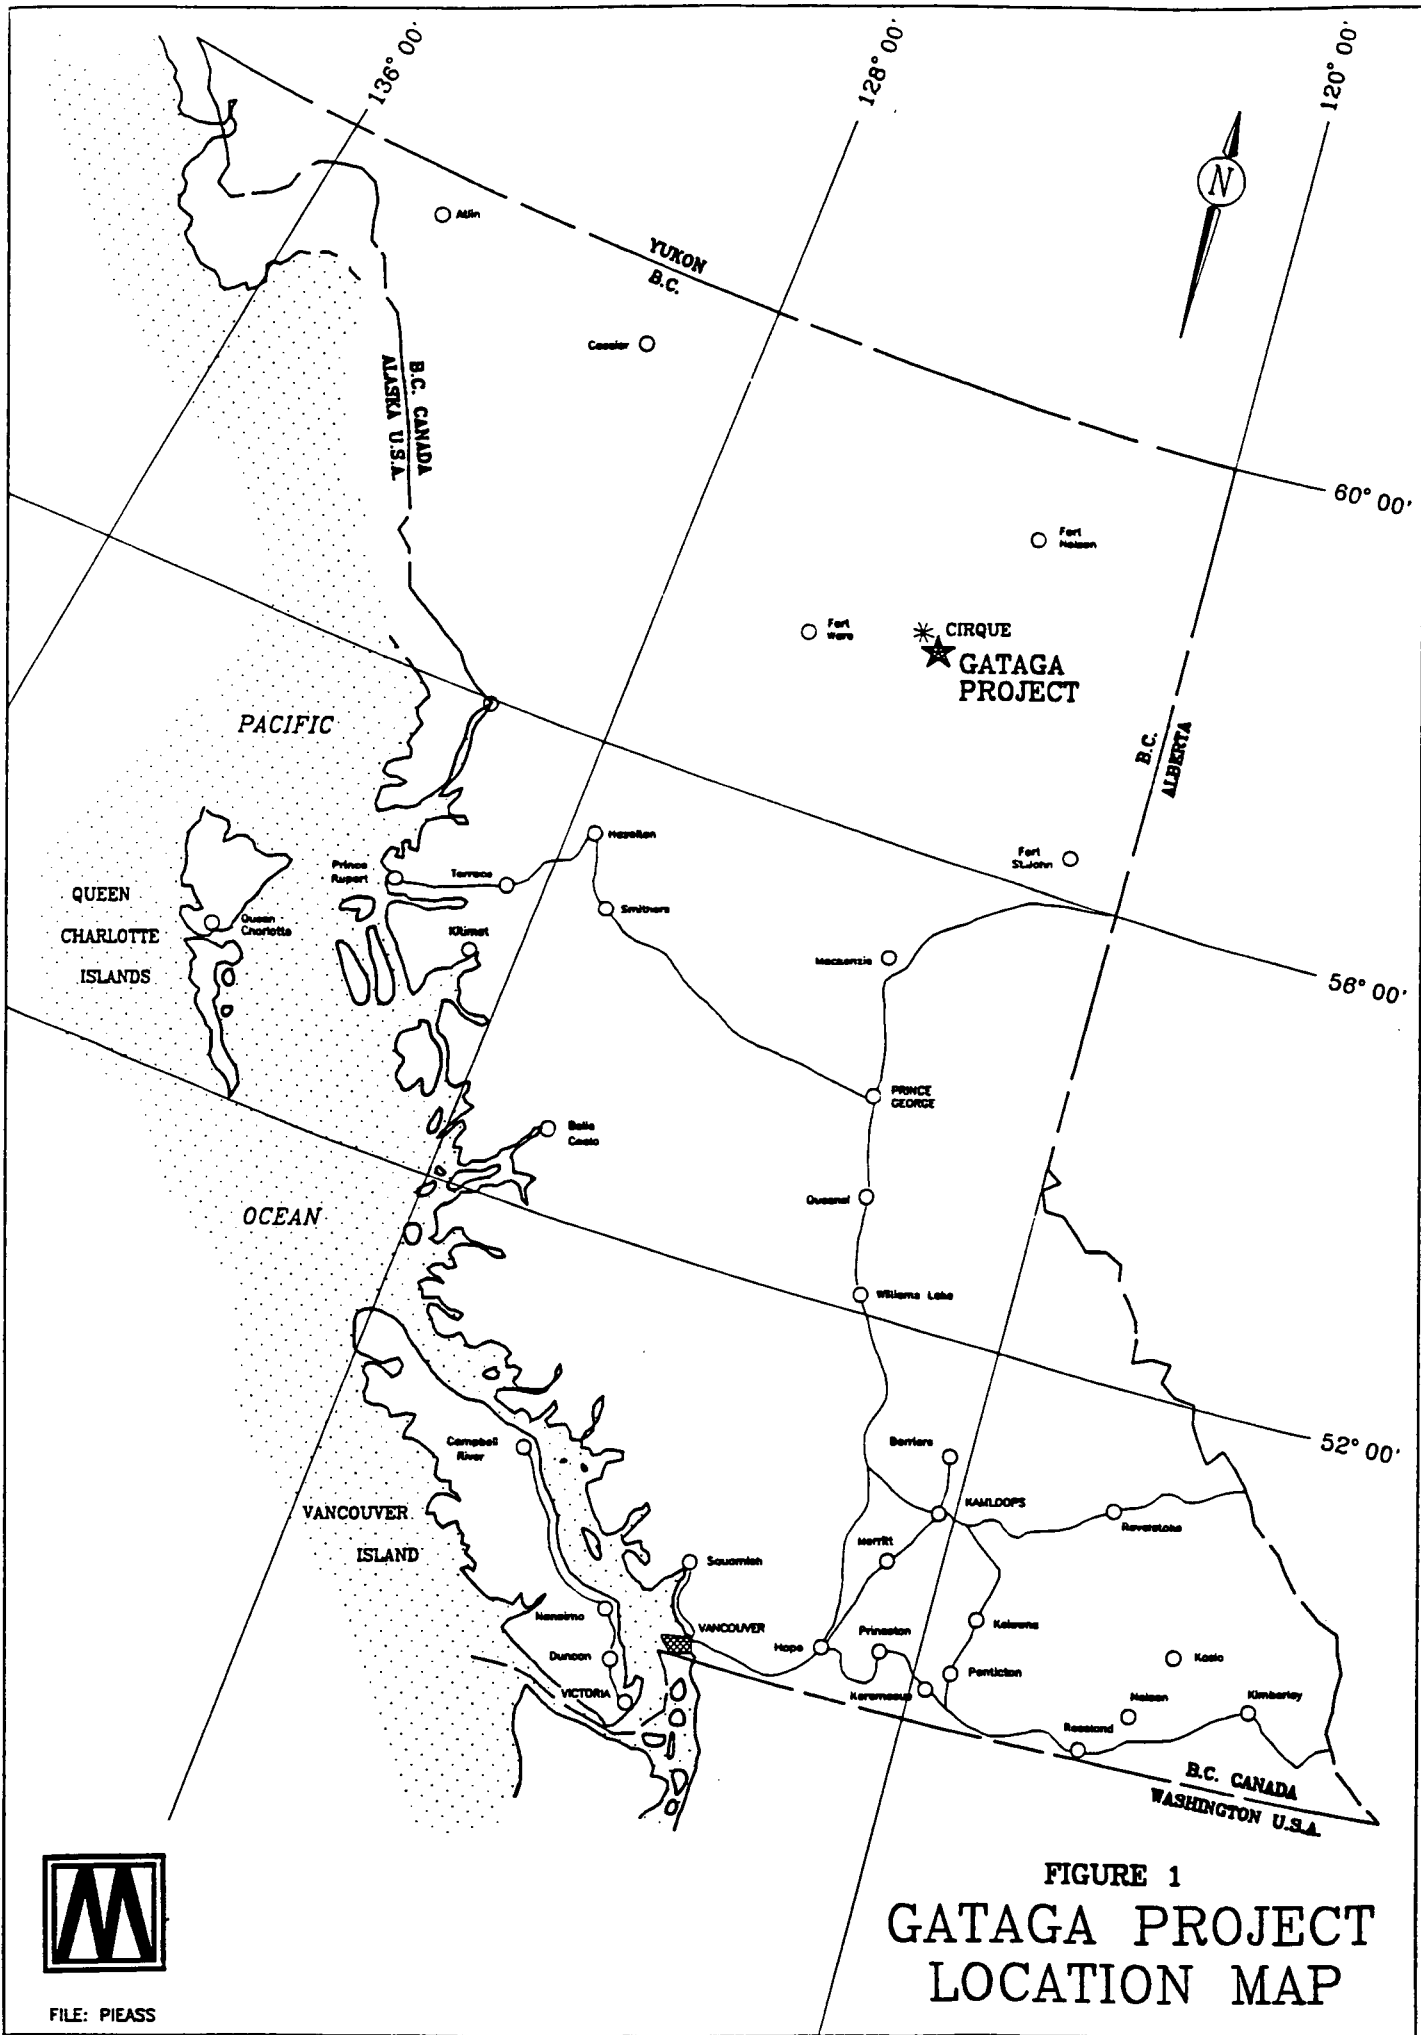 136° 00'
128° 00'
120° 00'
N
Atlin
YUKON
B.C.
Cassiar
B.C. CANADA
ALASKA U.S.A.
60° 00'
Fort
Nelson
Fort
Ware
CIRQUE
GATAGA
PROJECT
PACIFIC
B.C.
ALBERTA
Hazelton
Prince
Rupert
Terrace
Fort
St.John
QUEEN
CHARLOTTE
ISLANDS
Queen
Charlotte
Smithers
Kitimat
Mackenzie
56° 00'
PRINCE
GEORGE
Bella
Coola
Quesnel
OCEAN
Williams Lake
Campbell
River
Barriere
52° 00'
VANCOUVER
ISLAND
KAMLOOPS
Revelstoke
Merritt
Squamish
Nanaimo
VANCOUVER
Hope
Princeton
Kelowna
Duncan
Penticton
Kaslo
VICTORIA
Keremeos
Nelson
Kimberley
Rossland
B.C. CANADA
WASHINGTON U.S.A.
FIGURE 1
GATAGA PROJECT
LOCATION MAP
M
FILE: PIEASS